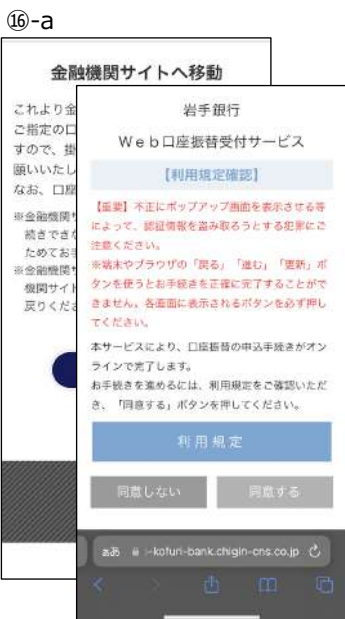 ⑯-a
金融機関サイトへ移動
これより金
ご指定の口
すので、掛
願いいたし
なお、口座
※金融機関サ
続きでき
ためてお手
※金融機関サ
機関サイト
戻りくださ
岩手銀行
Ｗｅｂ口座振替受付サービス
【利用規定確認】
【重要】不正にポップアップ画面を表示させる等
によって、認証情報を盗み取ろうとする犯罪にご
注意ください。
※端末やブラウザの「戻る」「進む」「更新」ボ
タンを使うとお手続きを正確に完了することがで
きません。各画面に表示されるボタンを必ず押し
てください。
本サービスにより、口座振替の申込手続きがオン
ラインで完了します。
お手続きを進めるには、利用規定をご確認いただ
き、「同意する」ボタンを押してください。
利用規定
同意しない
同意する
ああ
-kofuri-bank.chigin-cns.co.jp